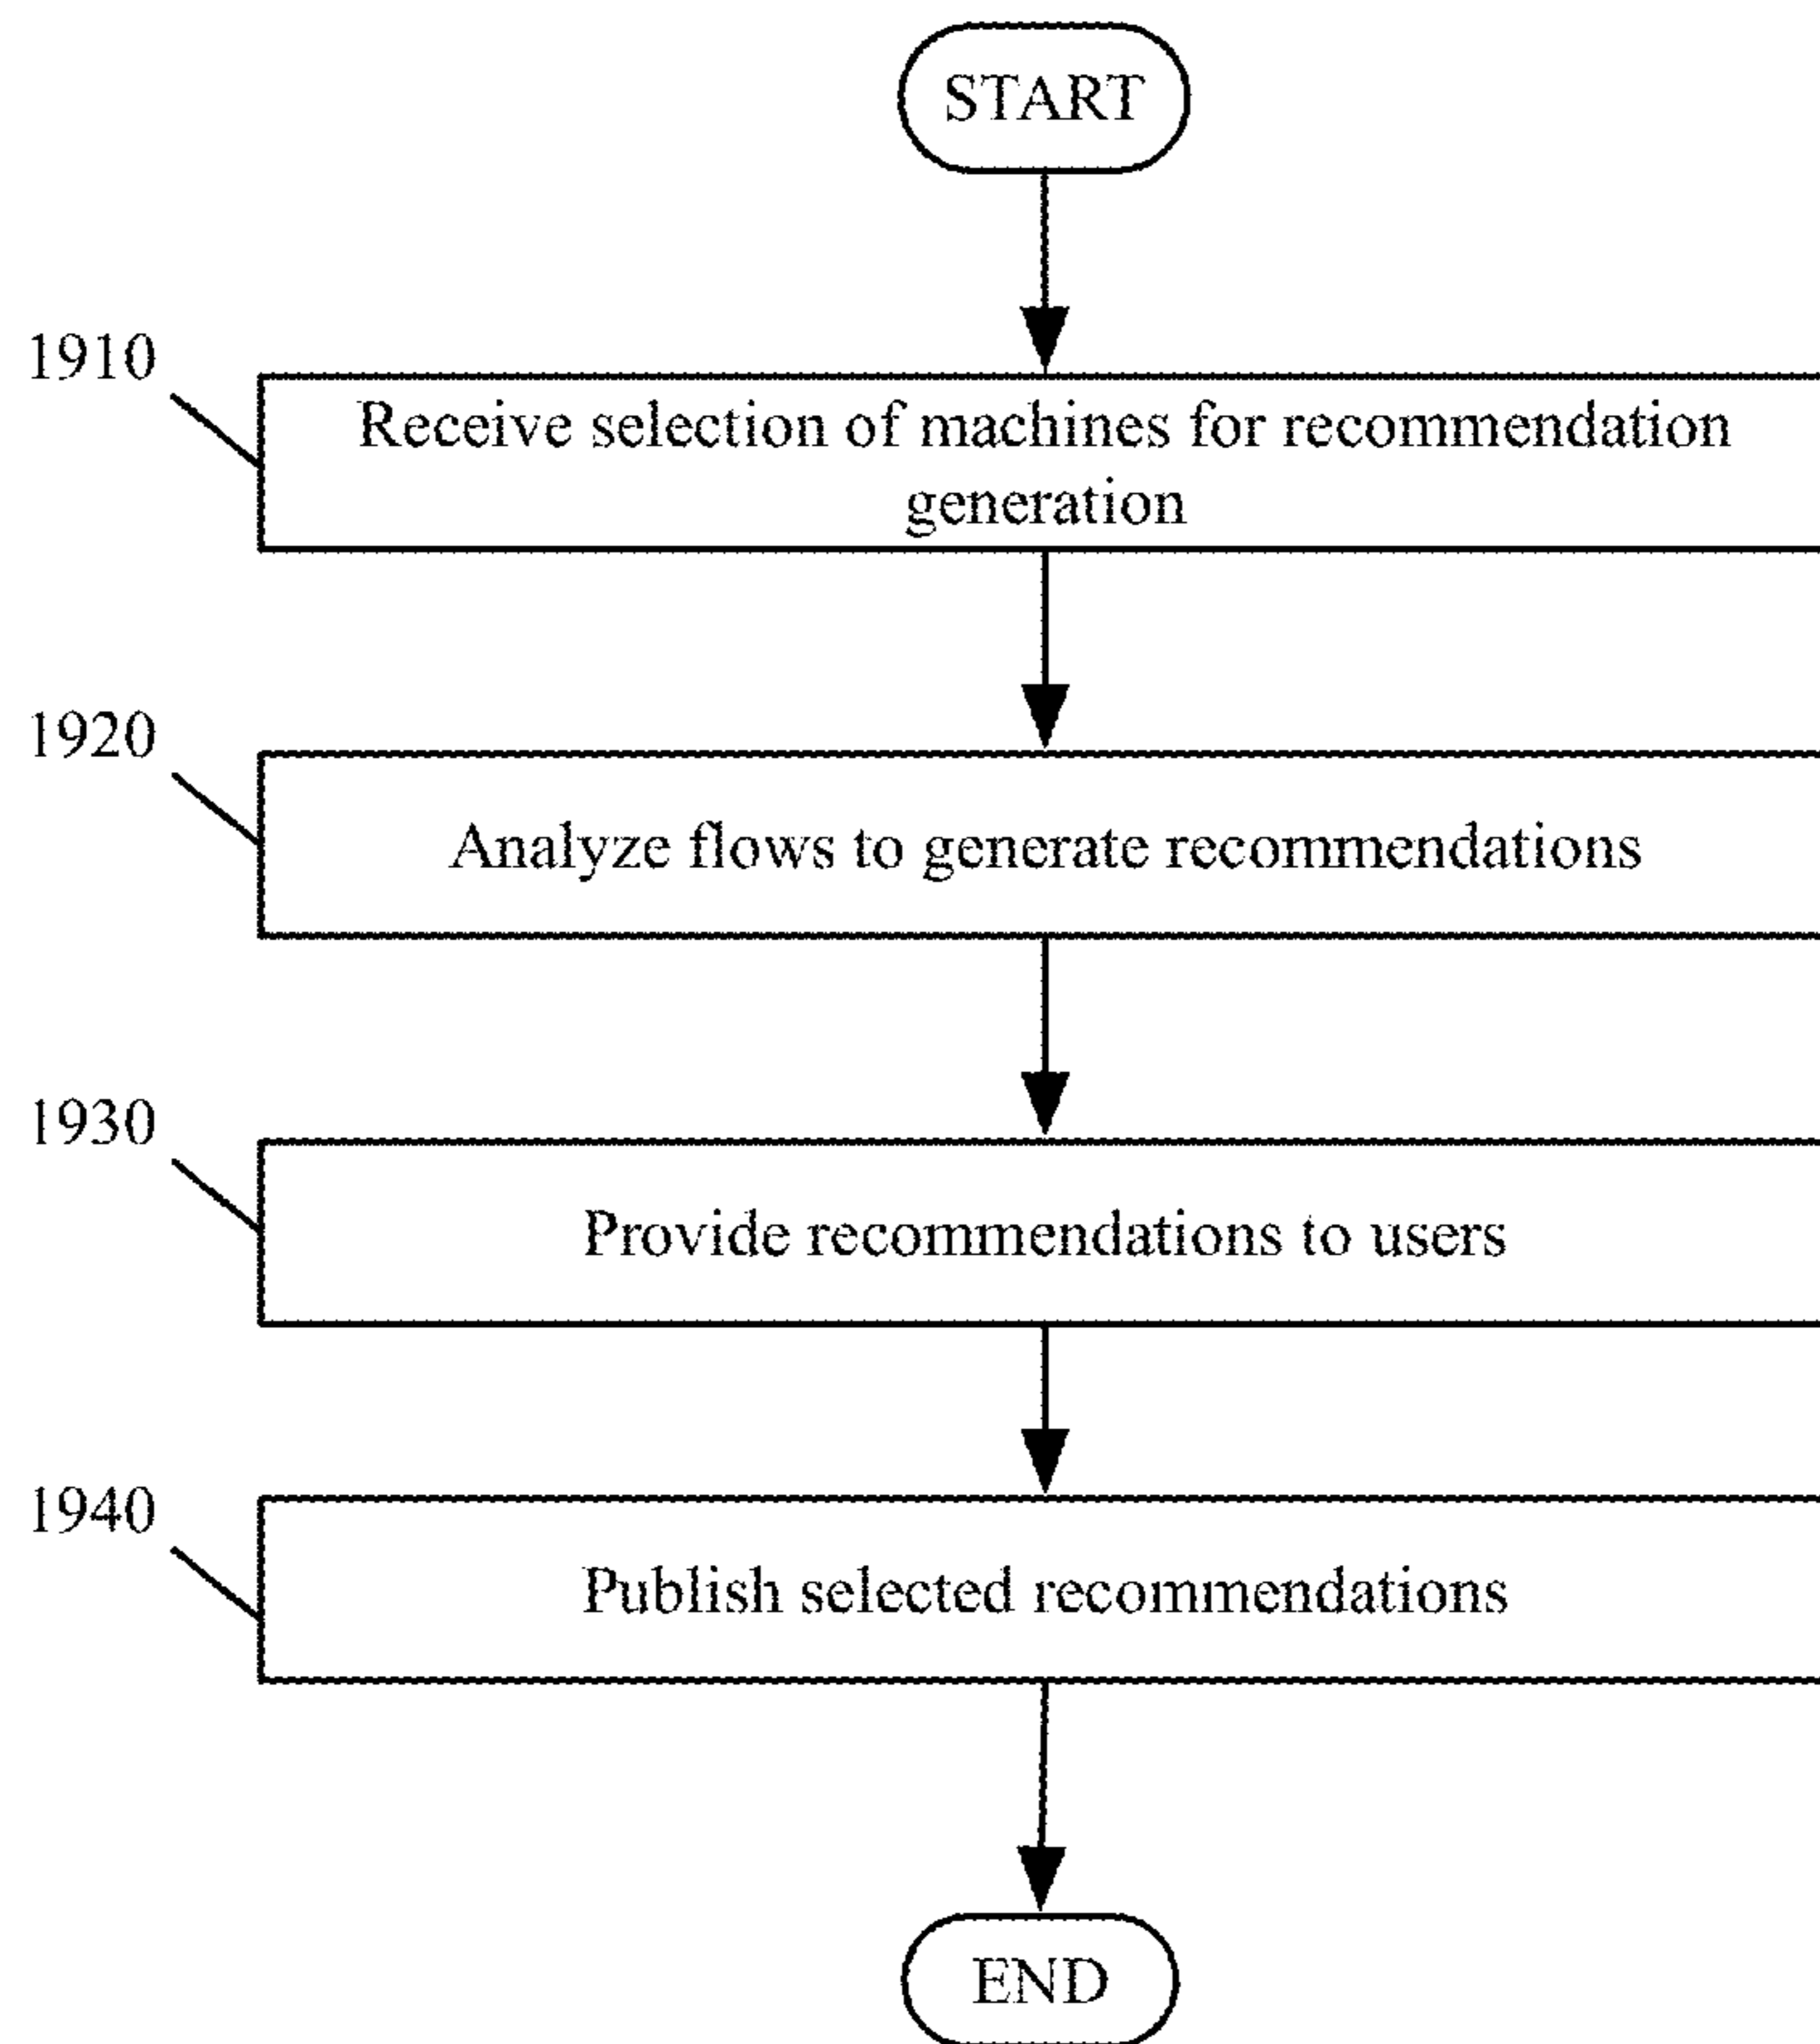 START
1910
Receive selection of machines for recommendation
generation
1920
Analyze flows to generate recommendations
1930
Provide recommendations to users
1940
Publish selected recommendations
END